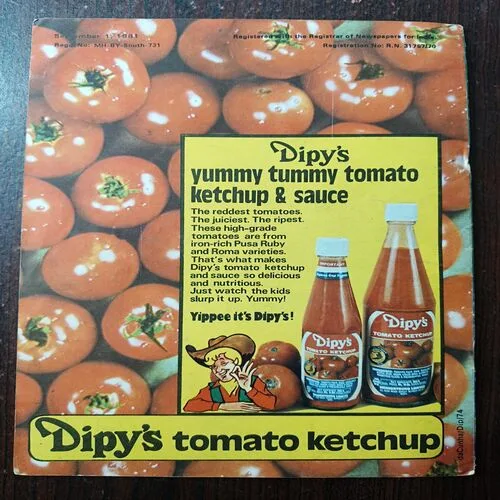 September 1, 1981
Regd. No: MH-BY-South-731
Registered with the Registrar of Newspapers for India.
Registration No: R.N. 31797/70
Dipy's
yummy tummy tomato
ketchup & sauce
The reddest tomatoes.
The juiciest. The ripest.
These high-grade
tomatoes are from
iron-rich Pusa Ruby
and Roma varieties.
That's what makes
Dipy's tomato ketchup
and sauce so delicious
and nutritious.
Just watch the kids
slurp it up. Yummy!
Yippee it's Dipy's!
IMPORTANT
Dipy's
TOMATO KETCHUP
Dipy's
TOMATO KETCHUP
Dipy's tomato ketchup